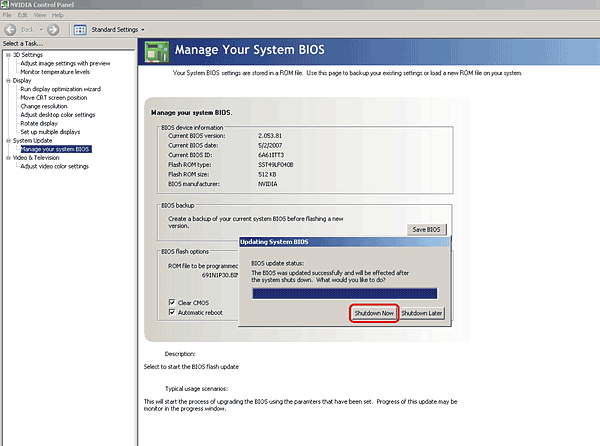 NVIDIA Control Panel
File Edit View Help
Back
Standard Settings
Select a Task...
3D Settings
Adjust image settings with preview
Monitor temperature levels
Display
Run display optimization wizard
Move CRT screen position
Change resolution
Adjust desktop color settings
Rotate display
Set up multiple displays
System Update
Manage your system BIOS
Video & Television
Adjust video color settings
Manage Your System BIOS
Your System BIOS settings are stored in a ROM file. Use this page to backup your existing settings or load a new ROM file on your system.
Manage your system BIOS.
BIOS device information
Current BIOS version: 2.053.81
Current BIOS date: 5/2/2007
Current BIOS ID: 6A61ITT3
Flash ROM type: SST49LF040B
Flash ROM size: 512 KB
BIOS manufacturer: NVIDIA
BIOS backup
Create a backup of your current system BIOS before flashing a new
version.
Save BIOS
BIOS flash options
ROM file to be programmed
691N1P30.BIN
Clear CMOS
Automatic reboot
Updating System BIOS
BIOS update status:
The BIOS was updated successfully and will be effected after
the system shuts down. What would you like to do?
Shutdown Now
Shutdown Later
Description:
Select to start the BIOS flash update
Typical usage scenarios:
This will start the process of upgrading the BIOS using the paramters that have been set. Progress of this update may be
monitor in the progress window.